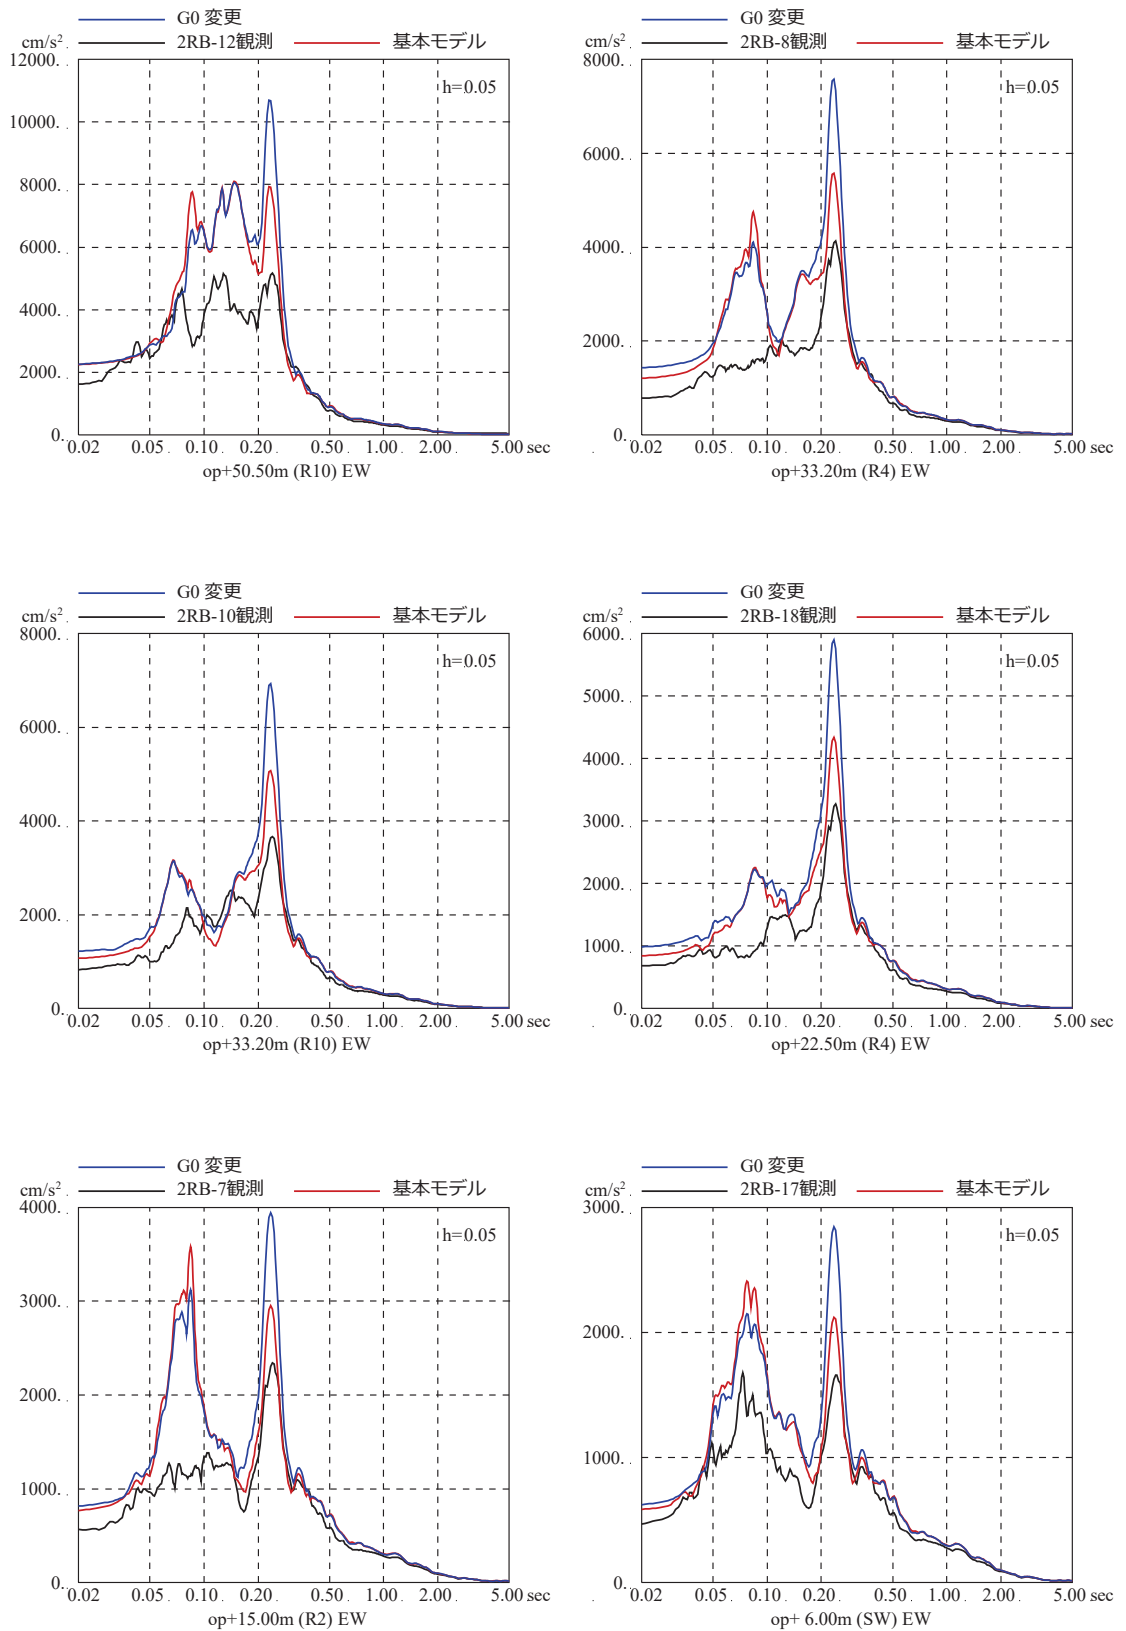 G0 変更
cm/s² 2RB-12観測 基本モデル
12000.
h=0.05
10000.
8000.
6000.
4000.
2000.
0.
0.02 0.05 0.10 0.20 0.50 1.00 2.00 5.00 sec
op+50.50m (R10) EW
G0 変更
cm/s² 2RB-8観測 基本モデル
8000.
h=0.05
6000.
4000.
2000.
0.
0.02 0.05 0.10 0.20 0.50 1.00 2.00 5.00 sec
op+33.20m (R4) EW
G0 変更
cm/s² 2RB-10観測 基本モデル
8000.
h=0.05
6000.
4000.
2000.
0.
0.02 0.05 0.10 0.20 0.50 1.00 2.00 5.00 sec
op+33.20m (R10) EW
G0 変更
cm/s² 2RB-18観測 基本モデル
6000.
h=0.05
5000.
4000.
3000.
2000.
1000.
0.
0.02 0.05 0.10 0.20 0.50 1.00 2.00 5.00 sec
op+22.50m (R4) EW
G0 変更
cm/s² 2RB-7観測 基本モデル
4000.
h=0.05
3000.
2000.
1000.
0.
0.02 0.05 0.10 0.20 0.50 1.00 2.00 5.00 sec
op+15.00m (R2) EW
G0 変更
cm/s² 2RB-17観測 基本モデル
3000.
h=0.05
2000.
1000.
0.
0.02 0.05 0.10 0.20 0.50 1.00 2.00 5.00 sec
op+ 6.00m (SW) EW